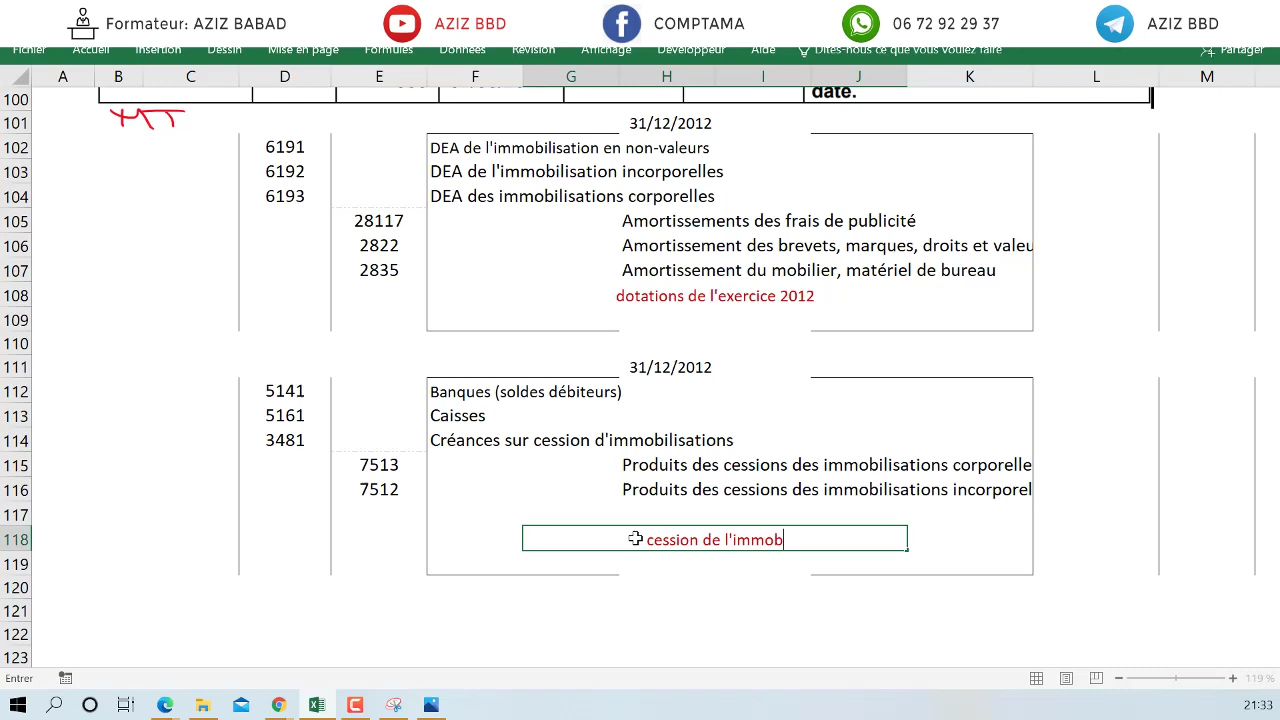 Formateur: AZIZ BABAD AZIZ BBD COMPTAMA 06 72 92 29 37 AZIZ BBD
Fichier Accueil Insertion Dessin Mise en page Formules Données Révision Affichage Développeur Aide Dites-nous ce que vous voulez faire Partager
A B C D E F G H I J K L M
100 date.
101 31/12/2012
102 6191 DEA de l'immobilisation en non-valeurs
103 6192 DEA de l'immobilisation incorporelles
104 6193 DEA des immobilisations corporelles
105 28117 Amortissements des frais de publicité
106 2822 Amortissement des brevets, marques, droits et valeu
107 2835 Amortissement du mobilier, matériel de bureau
108 dotations de l'exercice 2012
109
110
111 31/12/2012
112 5141 Banques (soldes débiteurs)
113 5161 Caisses
114 3481 Créances sur cession d'immobilisations
115 7513 Produits des cessions des immobilisations corporelle
116 7512 Produits des cessions des immobilisations incorporel
117
118 cession de l'immob
119
120
121
122
123
Entrer 119 %
21:33